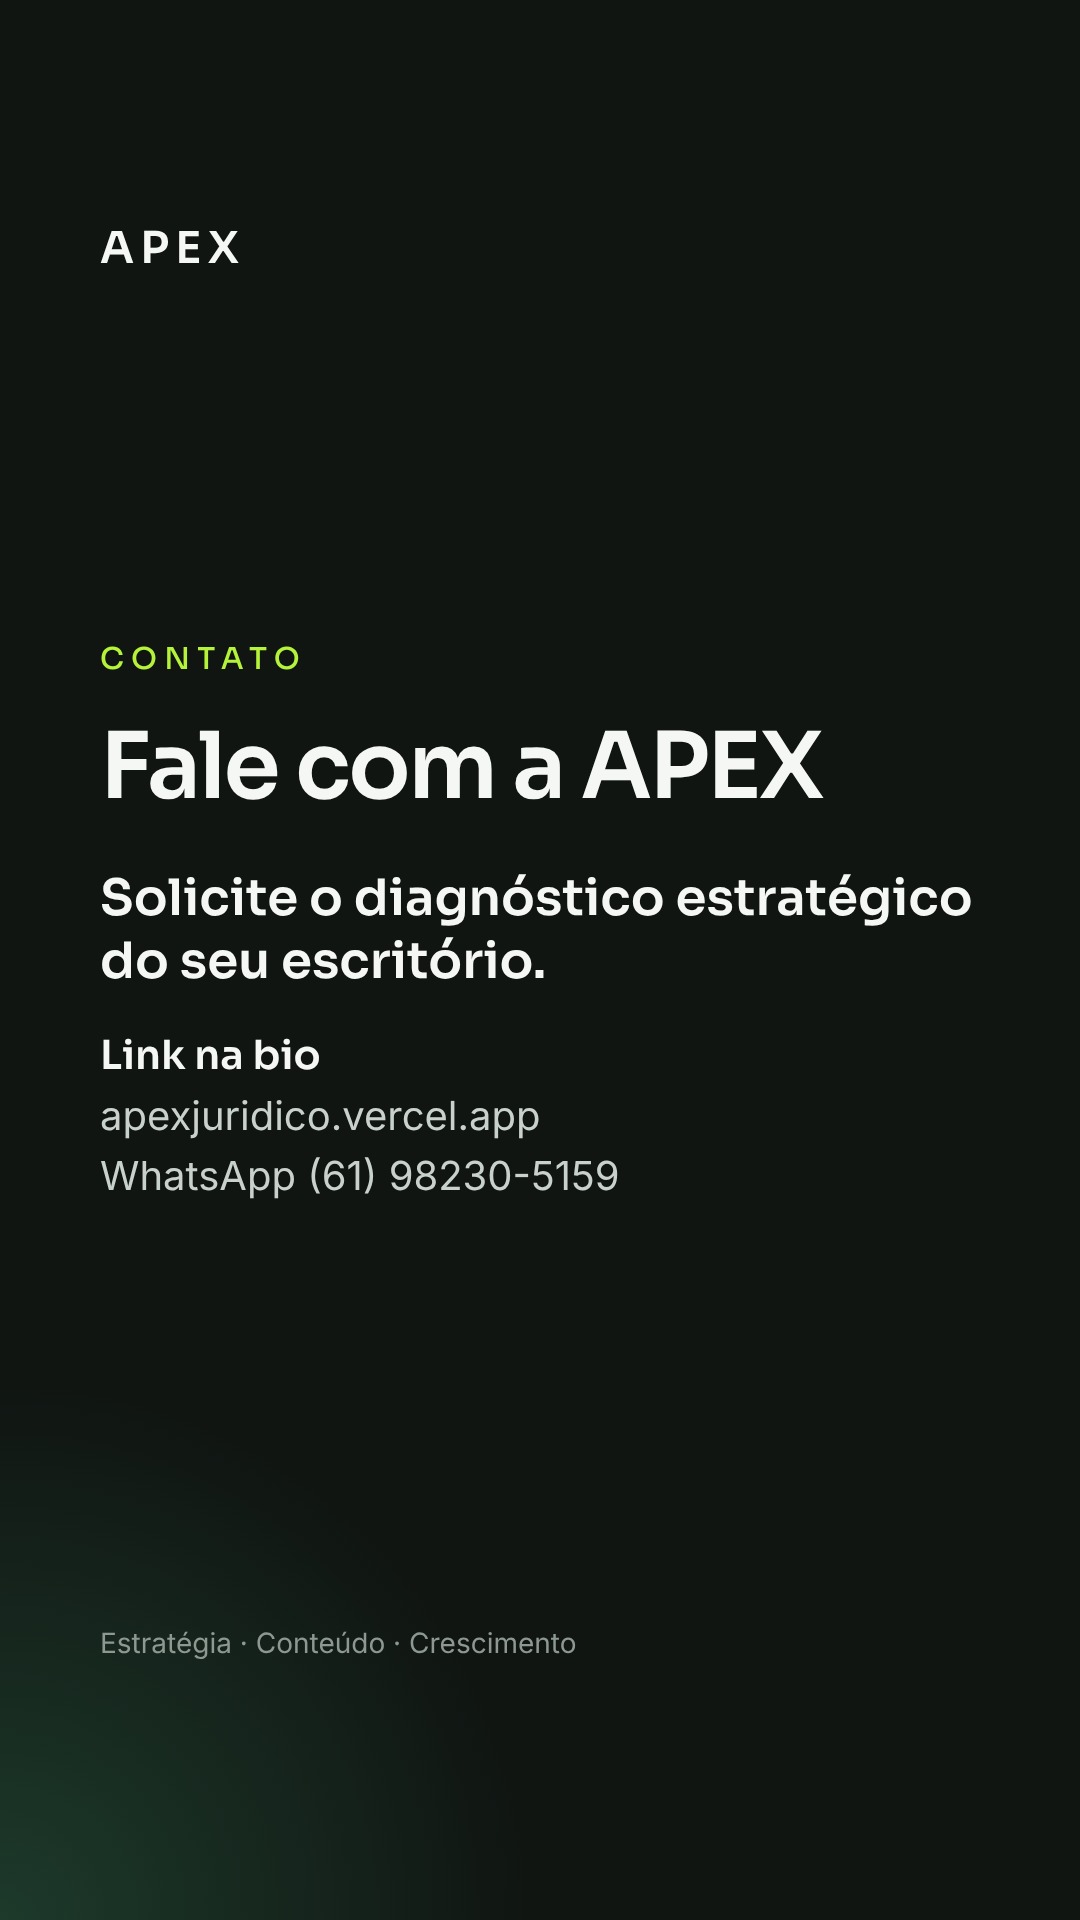 APEX
CONTATO
Fale com a APEX
Solicite o diagnóstico estratégico
do seu escritório.
Link na bio
apexjuridico.vercel.app
WhatsApp (61) 98230-5159
Estratégia · Conteúdo · Crescimento